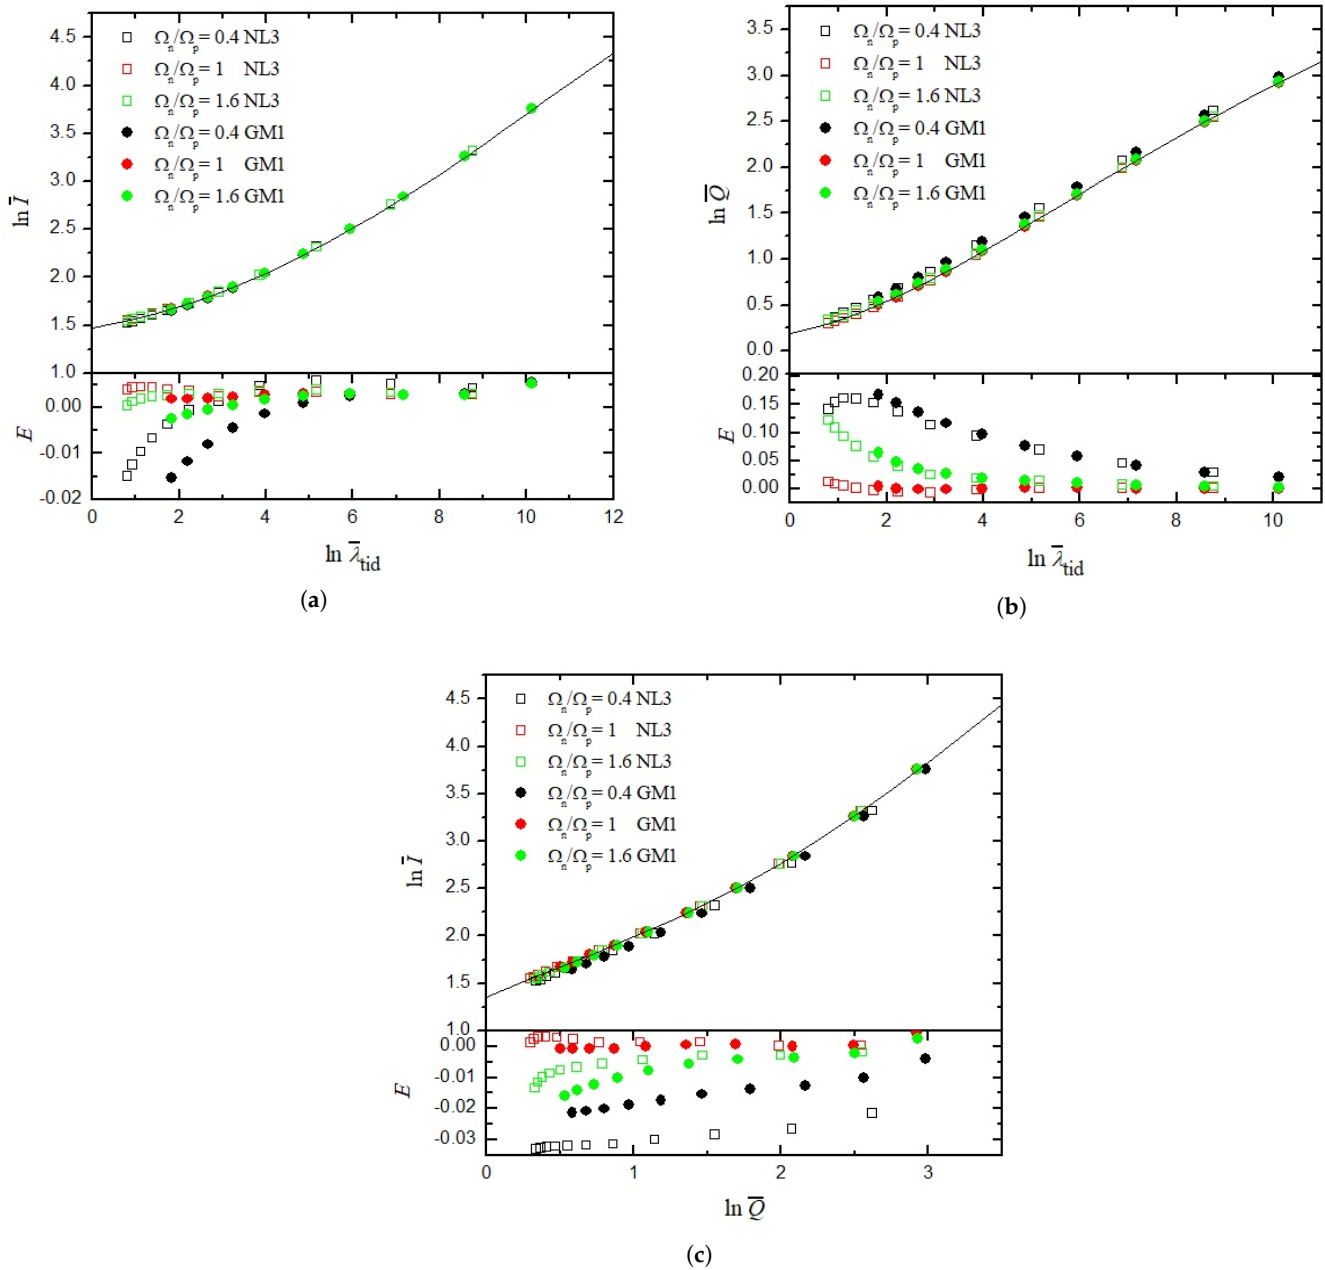 4.5
4.0
3.5
3.0
2.5
2.0
1.5
1.0
ln I̅
Ωₙ/Ωₚ = 0.4 NL3
Ωₙ/Ωₚ = 1 NL3
Ωₙ/Ωₚ = 1.6 NL3
Ωₙ/Ωₚ = 0.4 GM1
Ωₙ/Ωₚ = 1 GM1
Ωₙ/Ωₚ = 1.6 GM1
0.00
-0.01
-0.02
E
0 2 4 6 8 10 12
ln λ̅tid
(a)
3.5
3.0
2.5
2.0
1.5
1.0
0.5
0.0
ln Q̅
Ωₙ/Ωₚ = 0.4 NL3
Ωₙ/Ωₚ = 1 NL3
Ωₙ/Ωₚ = 1.6 NL3
Ωₙ/Ωₚ = 0.4 GM1
Ωₙ/Ωₚ = 1 GM1
Ωₙ/Ωₚ = 1.6 GM1
0.20
0.15
0.10
0.05
0.00
E
0 2 4 6 8 10
ln λ̅tid
(b)
4.5
4.0
3.5
3.0
2.5
2.0
1.5
1.0
ln I̅
Ωₙ/Ωₚ = 0.4 NL3
Ωₙ/Ωₚ = 1 NL3
Ωₙ/Ωₚ = 1.6 NL3
Ωₙ/Ωₚ = 0.4 GM1
Ωₙ/Ωₚ = 1 GM1
Ωₙ/Ωₚ = 1.6 GM1
0.00
-0.01
-0.02
-0.03
E
0 1 2 3
ln Q̅
(c)